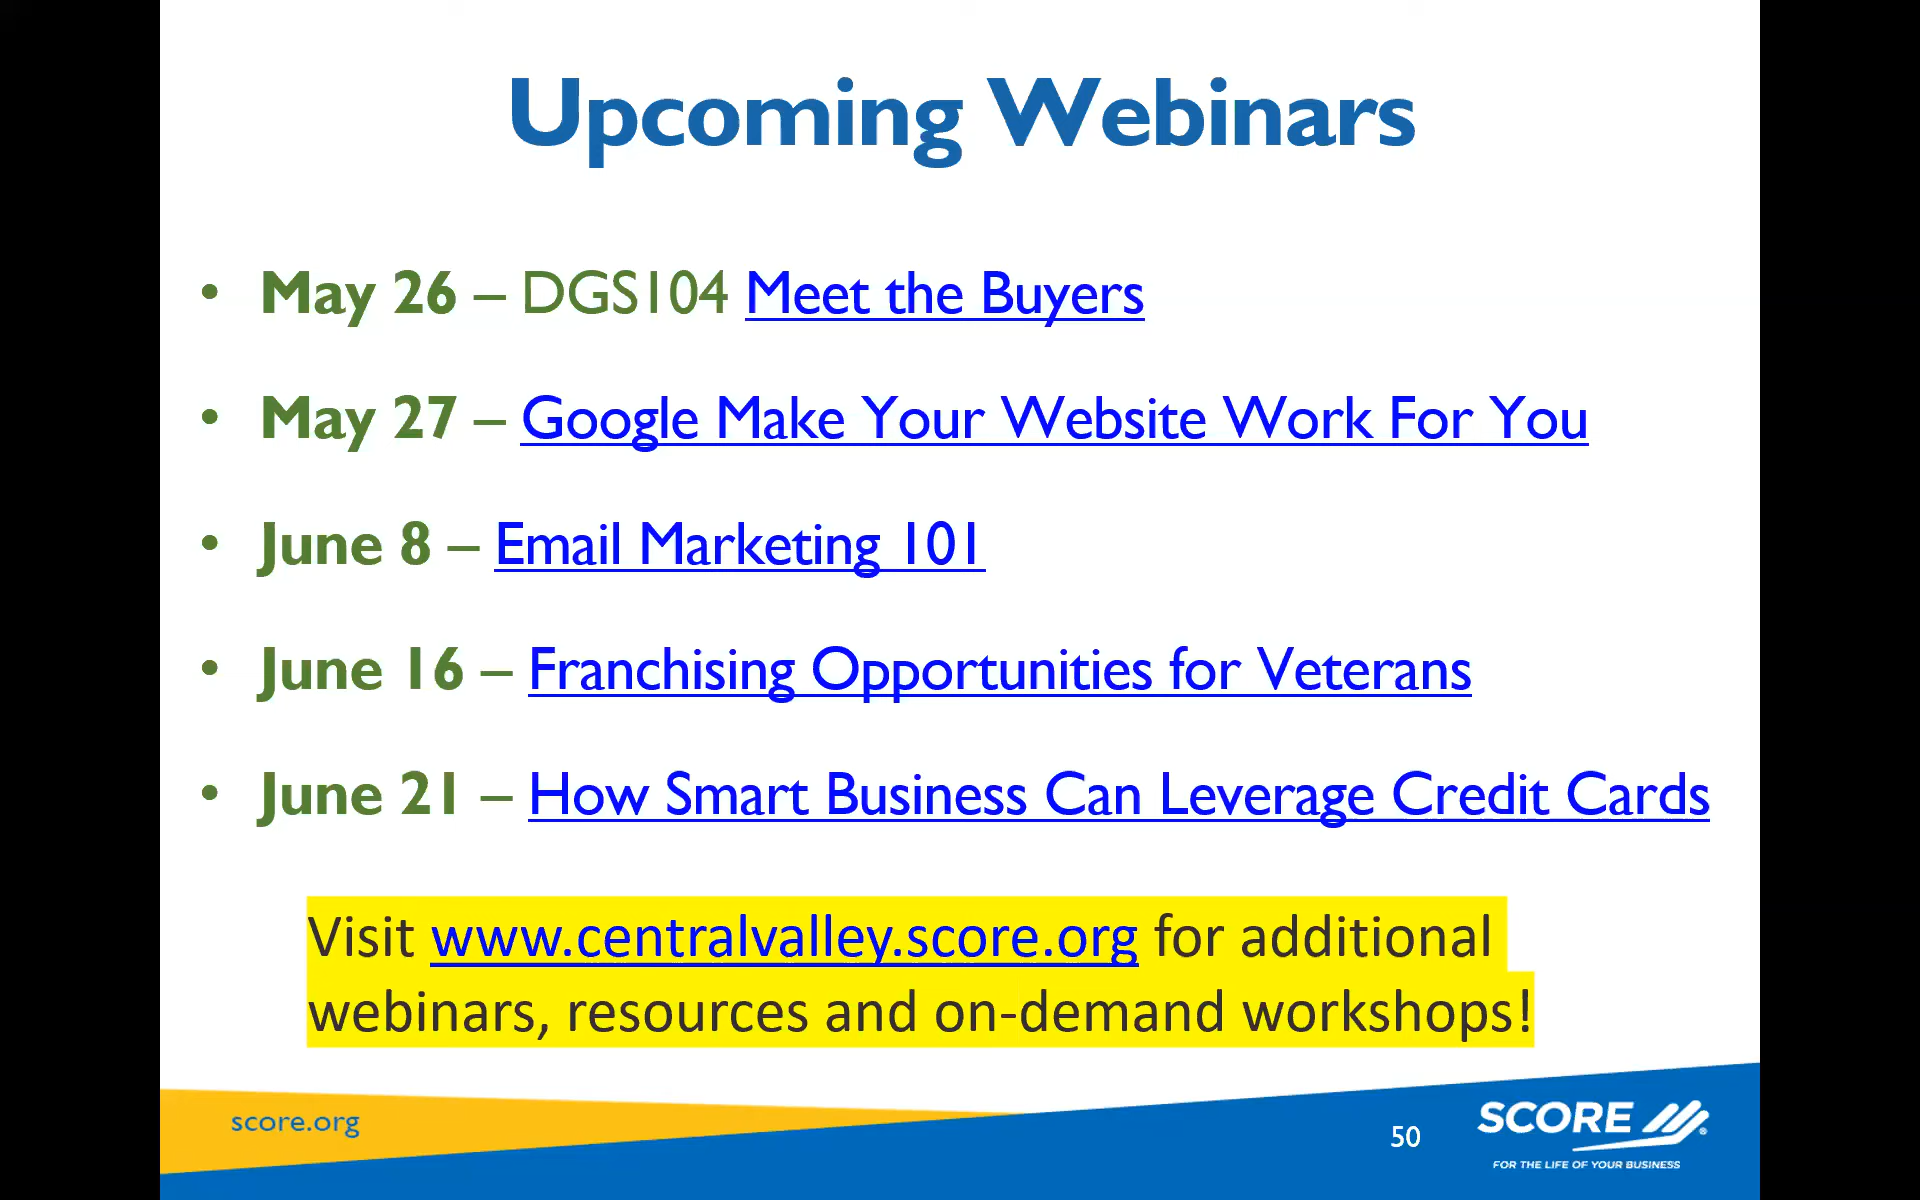 Upcoming Webinars
• May 26 – DGS104 Meet the Buyers
• May 27 – Google Make Your Website Work For You
• June 8 – Email Marketing 101
• June 16 – Franchising Opportunities for Veterans
• June 21 – How Smart Business Can Leverage Credit Cards
Visit www.centralvalley.score.org for additional
webinars, resources and on-demand workshops!
score.org
50
SCORE ®
FOR THE LIFE OF YOUR BUSINESS